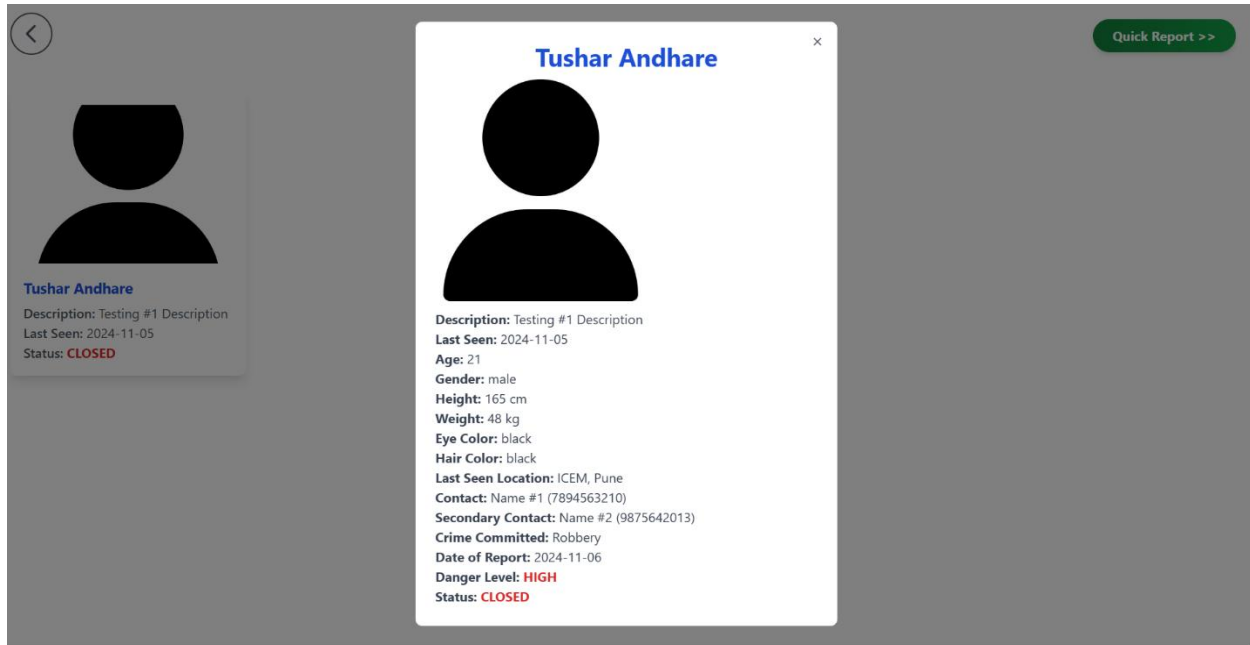 Quick Report >>
Tushar Andhare
Description: Testing #1 Description
Last Seen: 2024-11-05
Status: CLOSED
×
Tushar Andhare
Description: Testing #1 Description
Last Seen: 2024-11-05
Age: 21
Gender: male
Height: 165 cm
Weight: 48 kg
Eye Color: black
Hair Color: black
Last Seen Location: ICEM, Pune
Contact: Name #1 (7894563210)
Secondary Contact: Name #2 (9875642013)
Crime Committed: Robbery
Date of Report: 2024-11-06
Danger Level: HIGH
Status: CLOSED